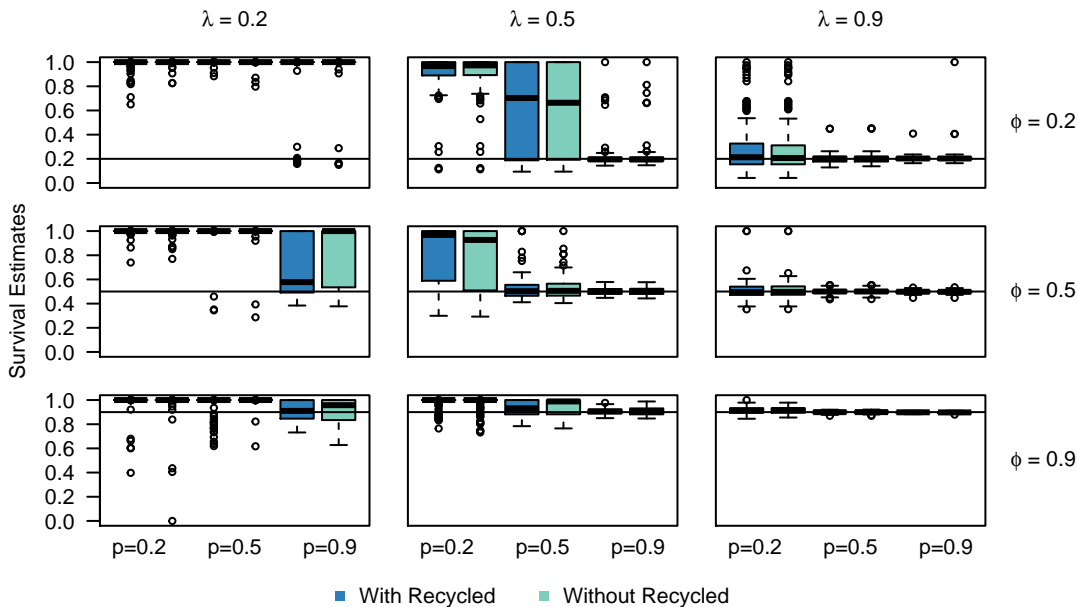 λ = 0.2 λ = 0.5 λ = 0.9
1.0
0.8
0.6
0.4
0.2
0.0
ϕ = 0.2
1.0
0.8
0.6
0.4
0.2
0.0
ϕ = 0.5
Survival Estimates
1.0
0.8
0.6
0.4
0.2
0.0
ϕ = 0.9
p=0.2 p=0.5 p=0.9 p=0.2 p=0.5 p=0.9 p=0.2 p=0.5 p=0.9
With Recycled Without Recycled